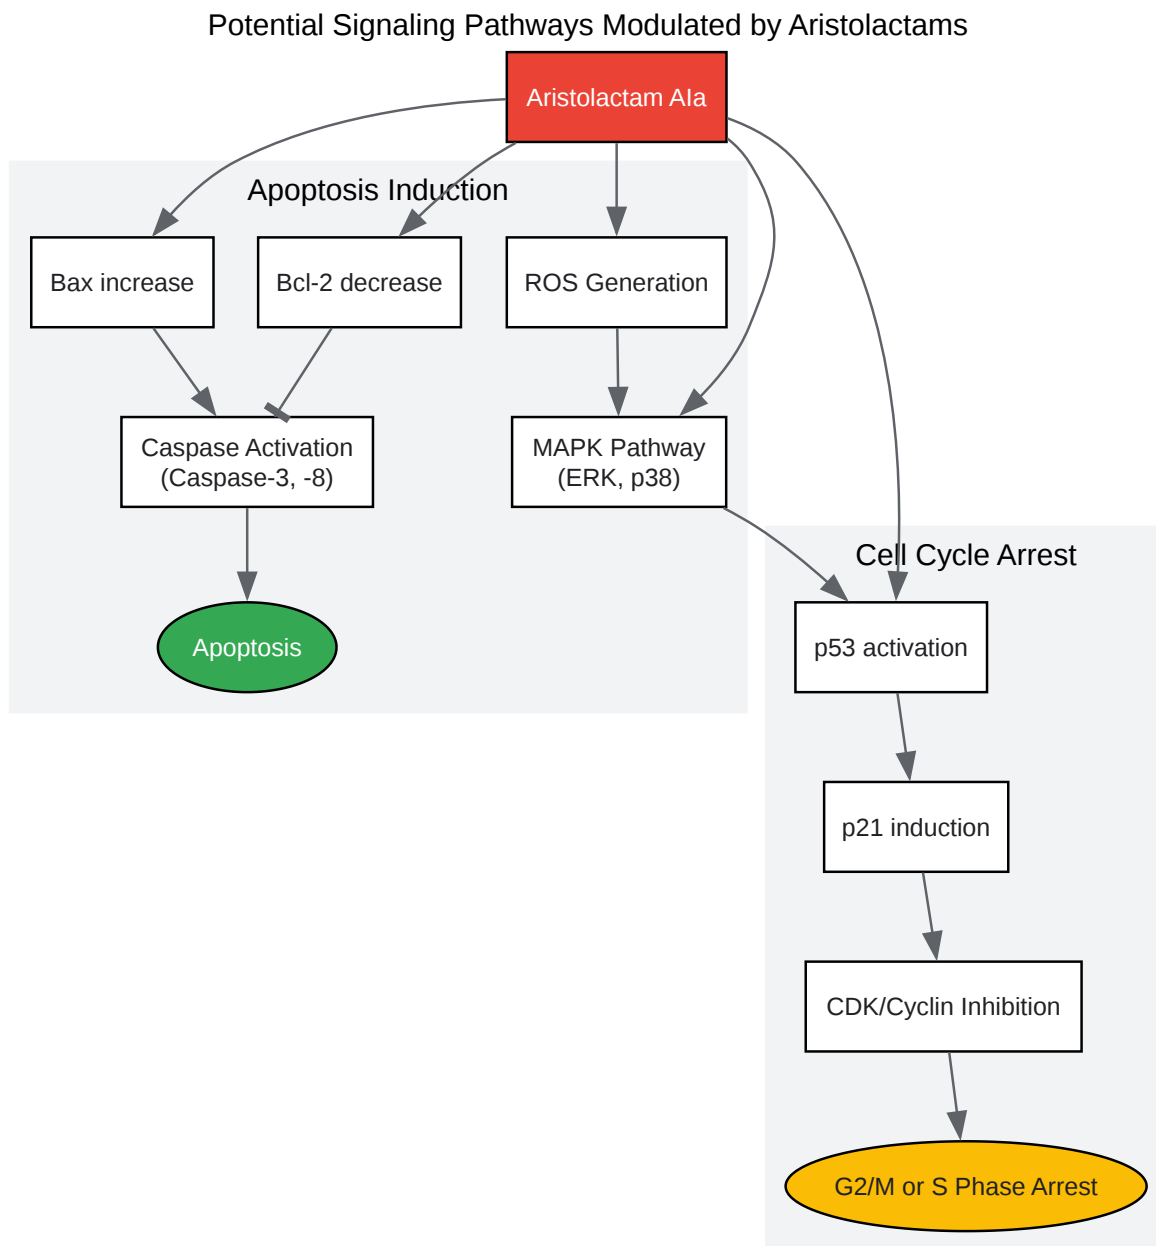 Potential Signaling Pathways Modulated by Aristolactams
Aristolactam AIa
Apoptosis Induction
Bax increase
Bcl-2 decrease
ROS Generation
Caspase Activation
(Caspase-3, -8)
MAPK Pathway
(ERK, p38)
Apoptosis
Cell Cycle Arrest
p53 activation
p21 induction
CDK/Cyclin Inhibition
G2/M or S Phase Arrest